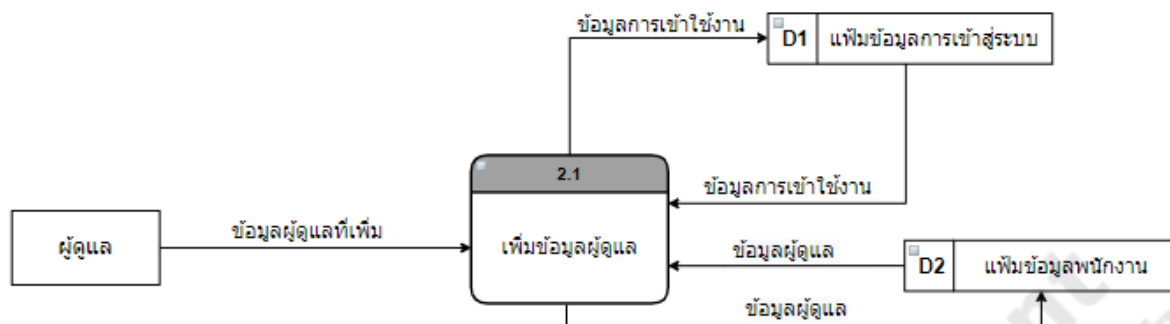 ข้อมูลการเข้าใช้งาน
D1 แฟ้มข้อมูลการเข้าสู่ระบบ
2.1
ข้อมูลการเข้าใช้งาน
ผู้ดูแล
ข้อมูลผู้ดูแลที่เพิ่ม
เพิ่มข้อมูลผู้ดูแล
ข้อมูลผู้ดูแล
D2 แฟ้มข้อมูลพนักงาน
ข้อมูลผู้ดูแล